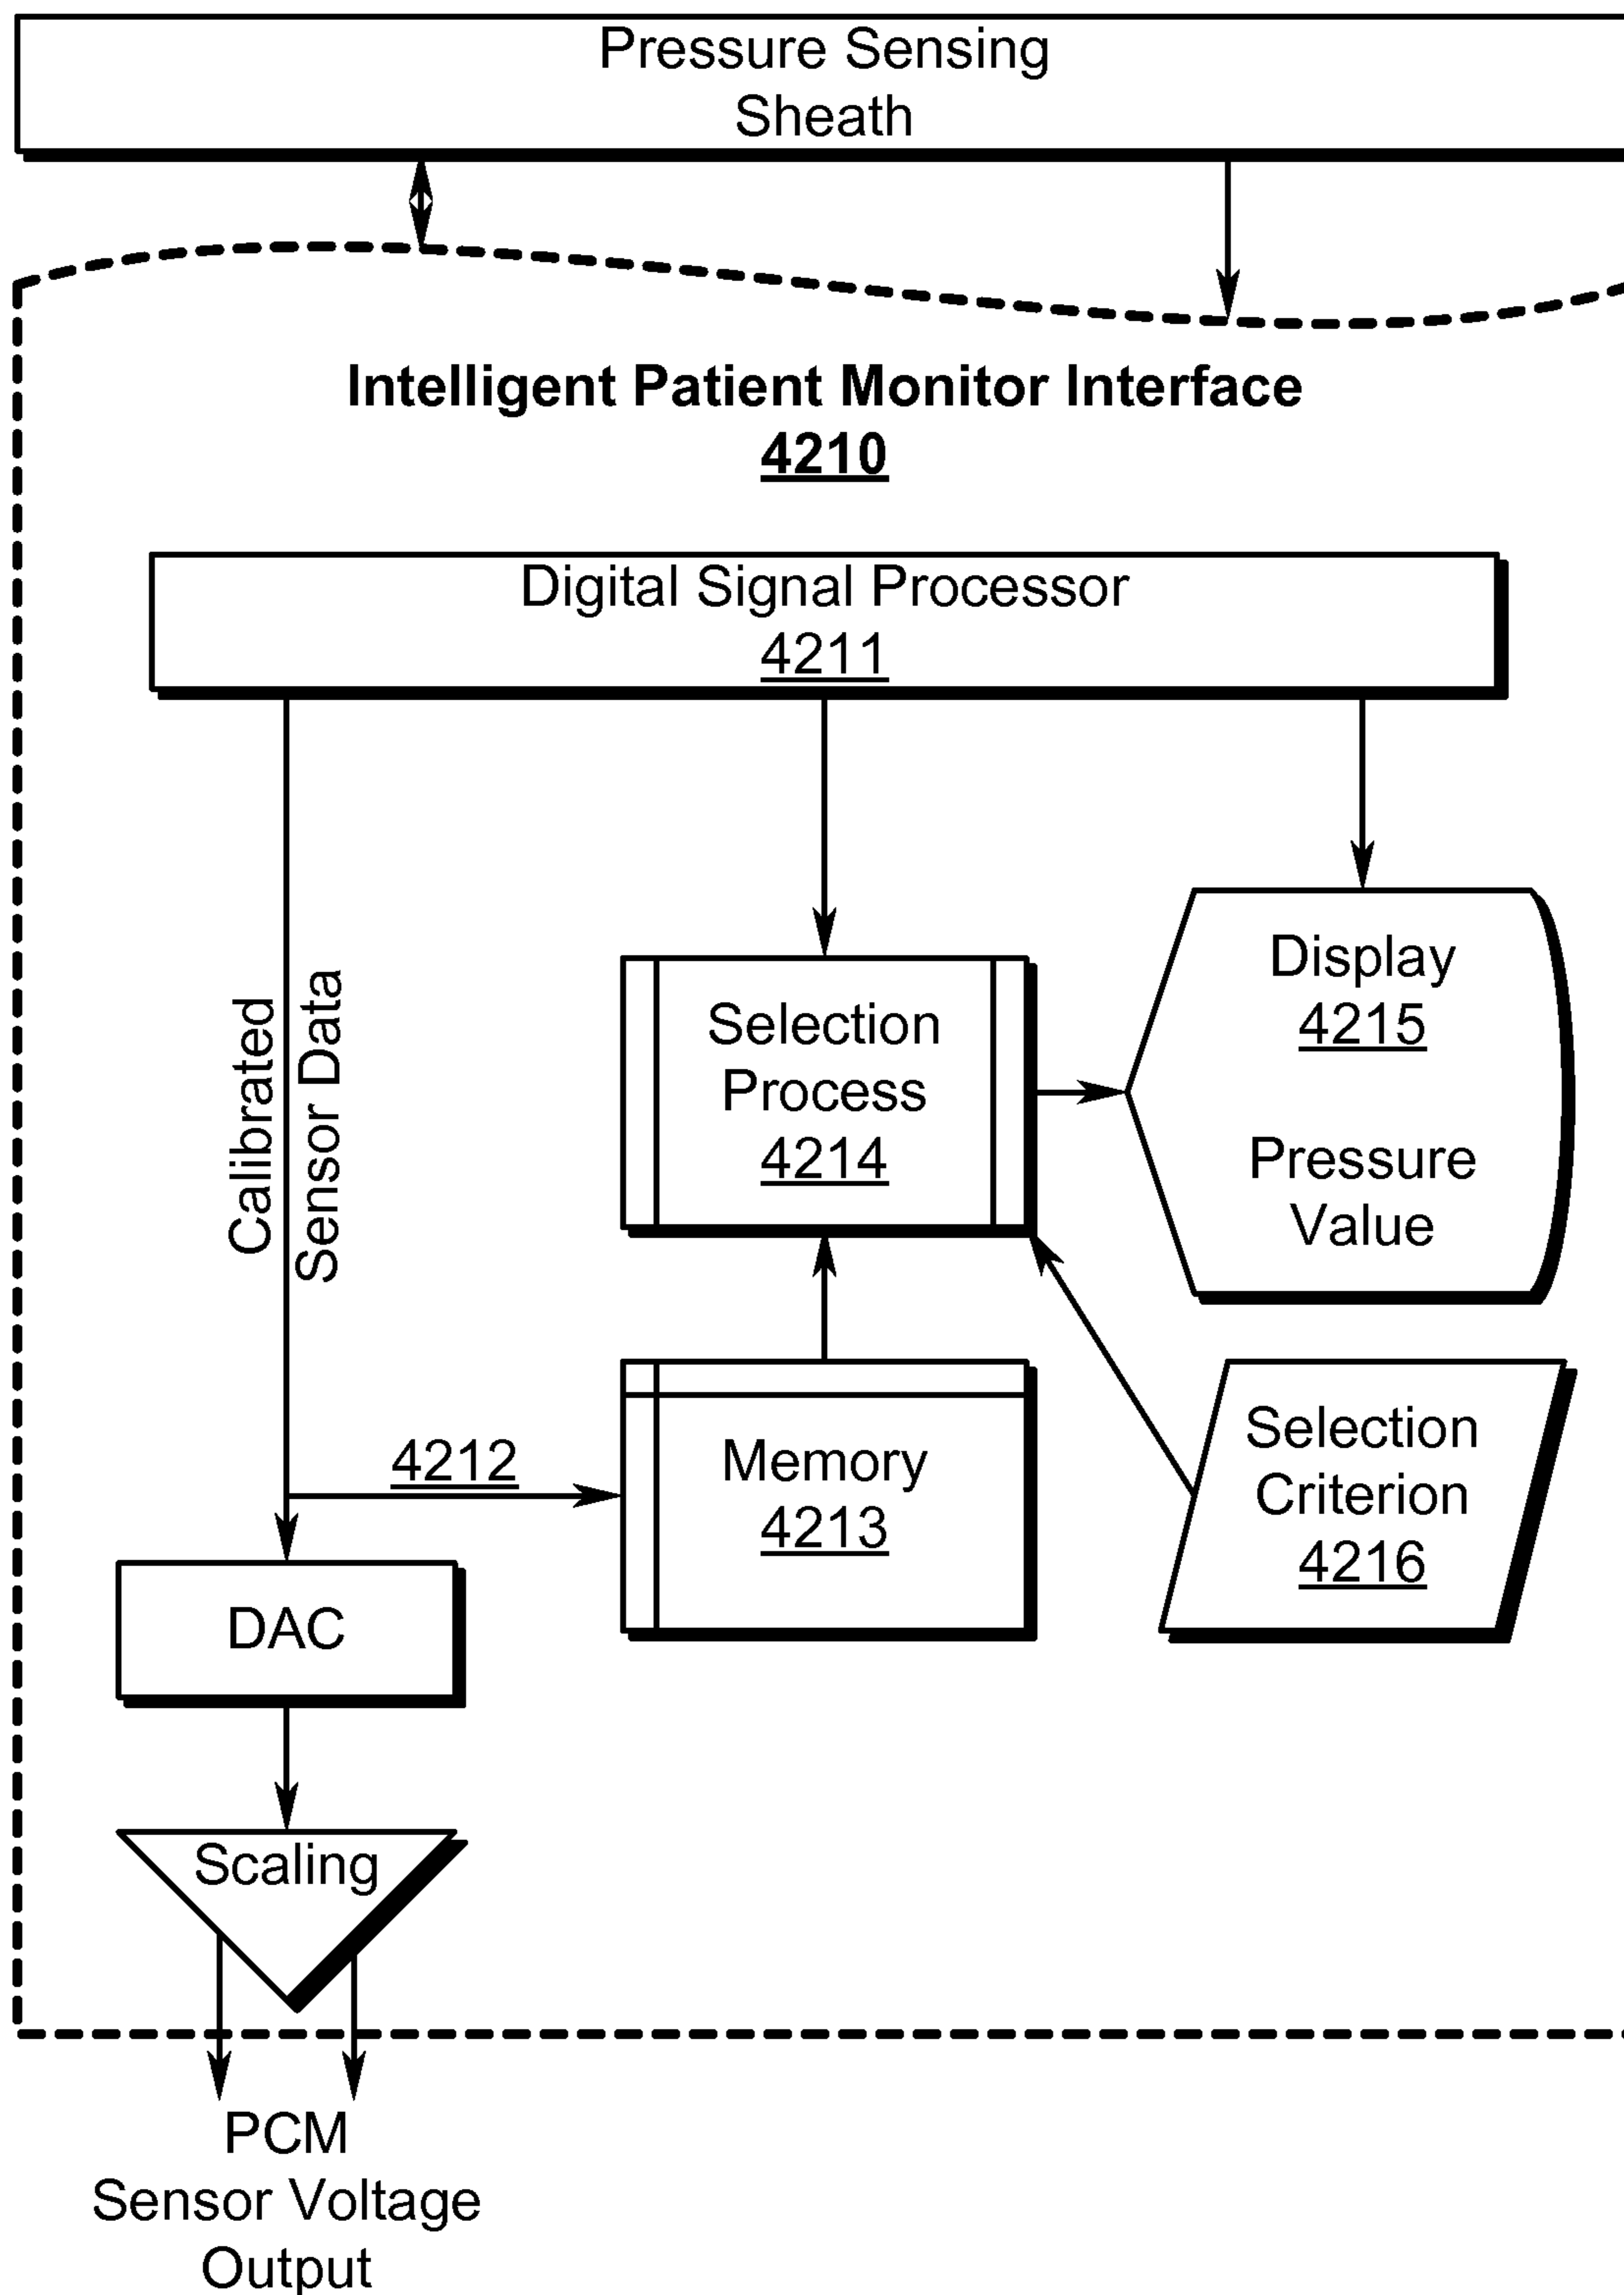 Pressure Sensing
Sheath
Intelligent Patient Monitor Interface
4210
Digital Signal Processor
4211
Calibrated
Sensor Data
Selection
Process
4214
Display
4215
Pressure
Value
4212
Memory
4213
Selection
Criterion
4216
DAC
Scaling
PCM
Sensor Voltage
Output